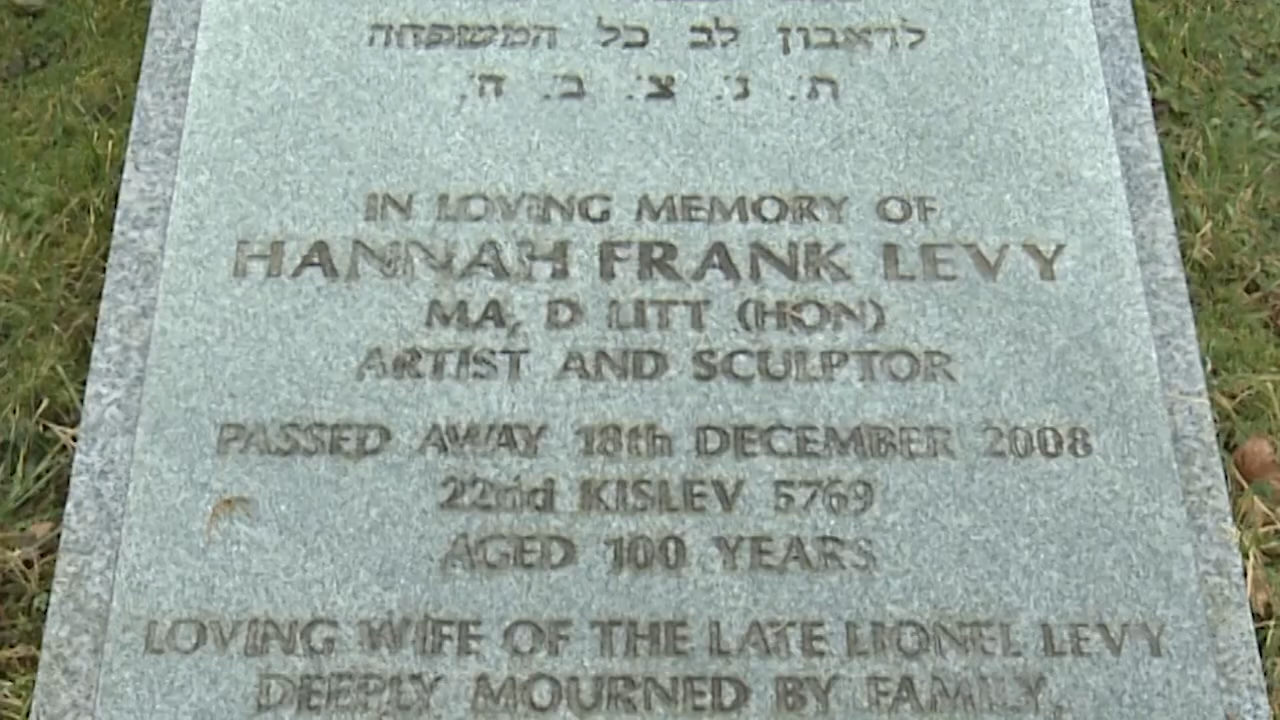 לדאבון לב כל המשפחה
ת. נ. צ. ב. ה.
IN LOVING MEMORY OF
HANNAH FRANK LEVY
MA, D LITT (HON)
ARTIST AND SCULPTOR
PASSED AWAY 18th DECEMBER 2008
22nd KISLEV 5769
AGED 100 YEARS
LOVING WIFE OF THE LATE LIONEL LEVY
DEEPLY MOURNED BY FAMILY,